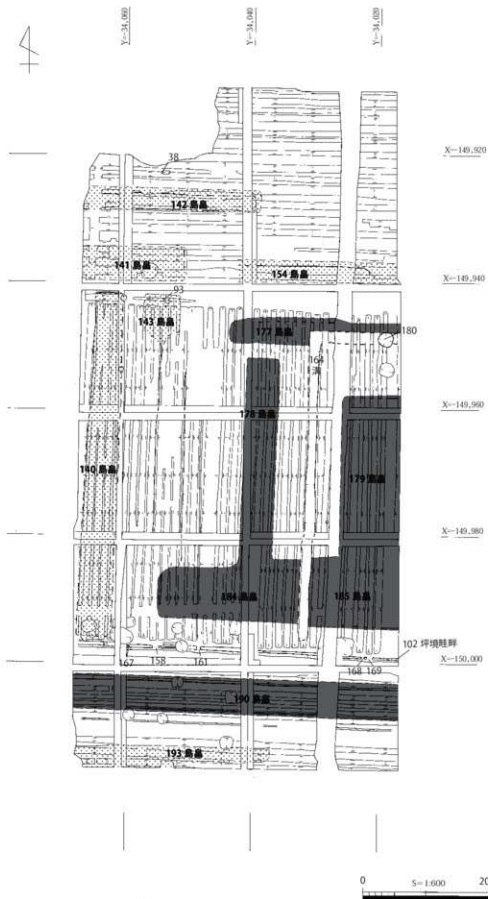 Y=-34,060
Y=-34,040
Y=-34,020
X=-149,920
38
142 島畠
141 島畠
154 島畠
X=-149,940
93
143 島畠
177 島畠
180
164 溝
X=-149,960
178 島畠
140 島畠
179 島畠
X=-149,980
184 島畠
185 島畠
102 坪境畦畔
X=-150,000
167
158
161
168
169
190 島畠
193 島畠
0
S=1:600
20